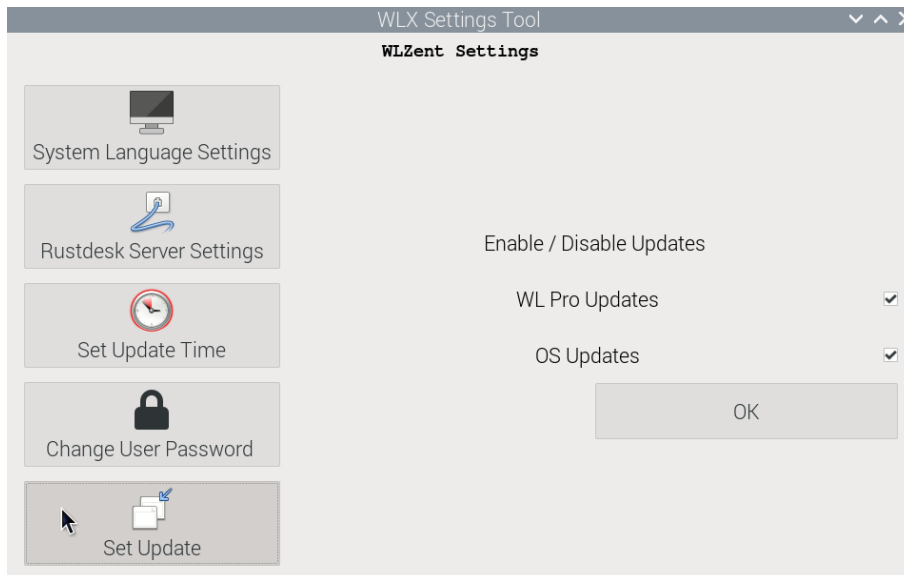 WLX Settings Tool
WLZent Settings
System Language Settings
Rustdesk Server Settings
Set Update Time
Change User Password
Set Update
Enable / Disable Updates
WL Pro Updates
OS Updates
OK